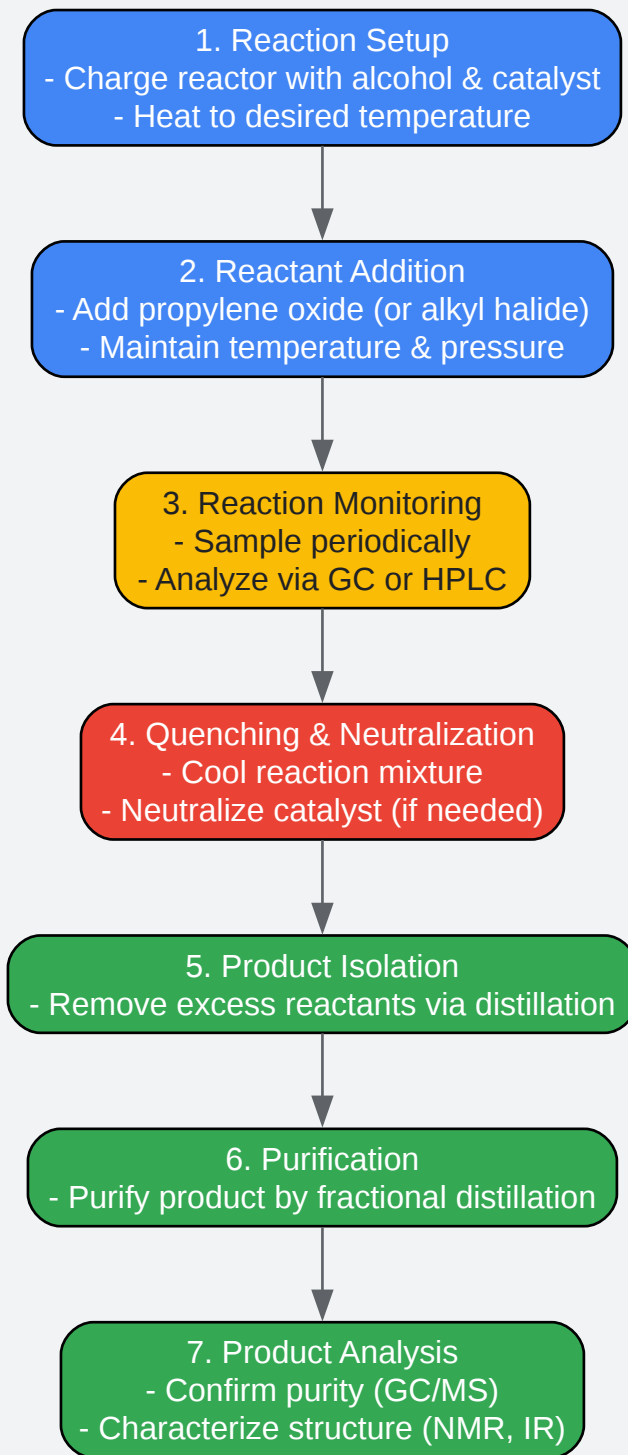 1. Reaction Setup
- Charge reactor with alcohol & catalyst
- Heat to desired temperature
2. Reactant Addition
- Add propylene oxide (or alkyl halide)
- Maintain temperature & pressure
3. Reaction Monitoring
- Sample periodically
- Analyze via GC or HPLC
4. Quenching & Neutralization
- Cool reaction mixture
- Neutralize catalyst (if needed)
5. Product Isolation
- Remove excess reactants via distillation
6. Purification
- Purify product by fractional distillation
7. Product Analysis
- Confirm purity (GC/MS)
- Characterize structure (NMR, IR)